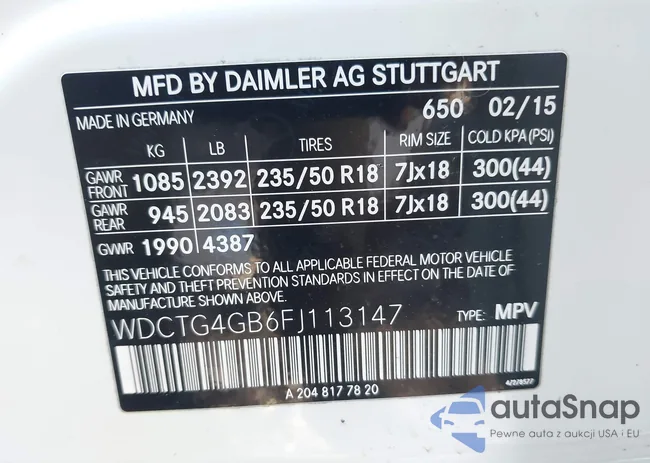 MFD BY DAIMLER AG STUTTGART
MADE IN GERMANY 650 02/15
KG LB TIRES RIM SIZE COLD KPA(PSI)
GAWR FRONT 1085 2392 235/50 R18 7Jx18 300(44)
GAWR REAR 945 2083 235/50 R18 7Jx18 300(44)
GVWR 1990 4387
THIS VEHICLE CONFORMS TO ALL APPLICABLE FEDERAL MOTOR VEHICLE
SAFETY AND THEFT PREVENTION STANDARDS IN EFFECT ON THE DATE OF
MANUFACTURE SHOWN ABOVE.
WDCTG4GB6FJ113147 TYPE: MPV
A 204 817 78 20
autaSnap
Pewne auta z aukcji USA i EU